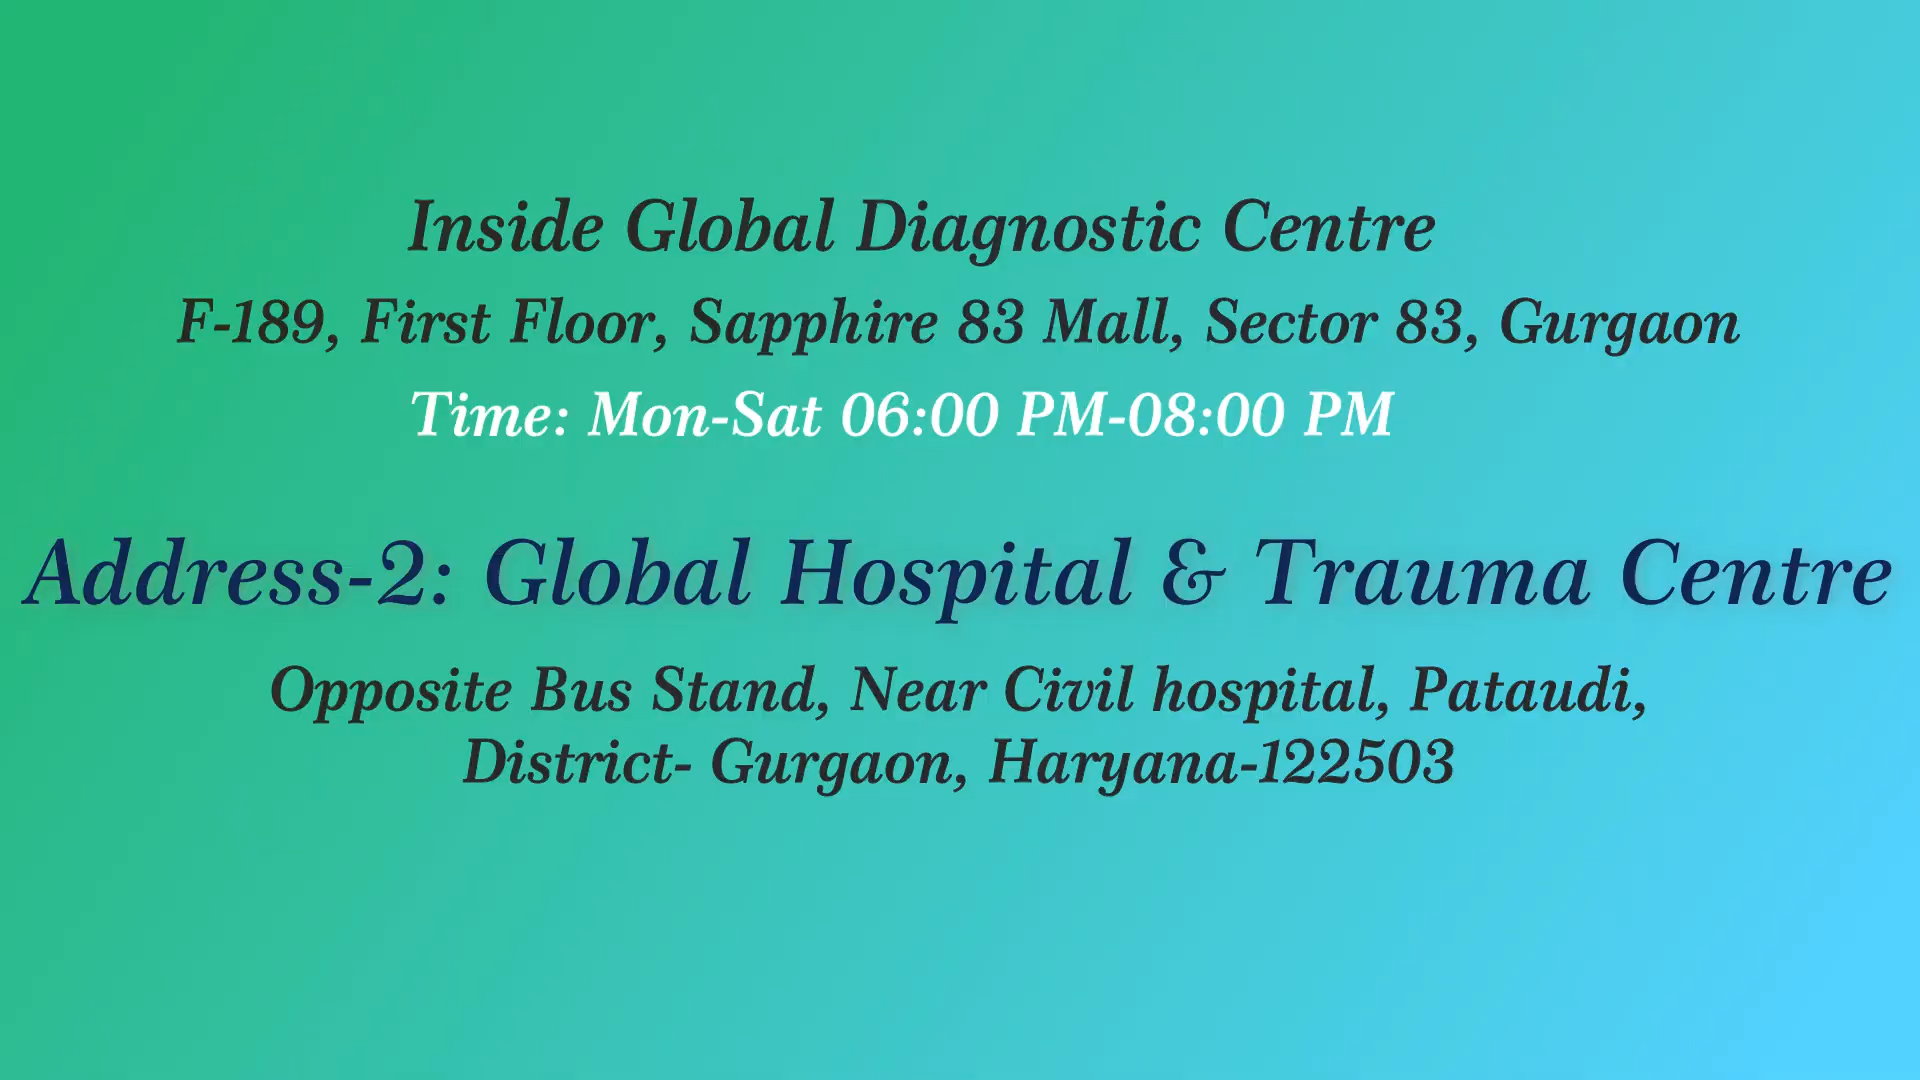 Inside Global Diagnostic Centre
F-189, First Floor, Sapphire 83 Mall, Sector 83, Gurgaon
Time: Mon-Sat 06:00 PM-08:00 PM
Address-2: Global Hospital & Trauma Centre
Opposite Bus Stand, Near Civil hospital, Pataudi,
District- Gurgaon, Haryana-122503